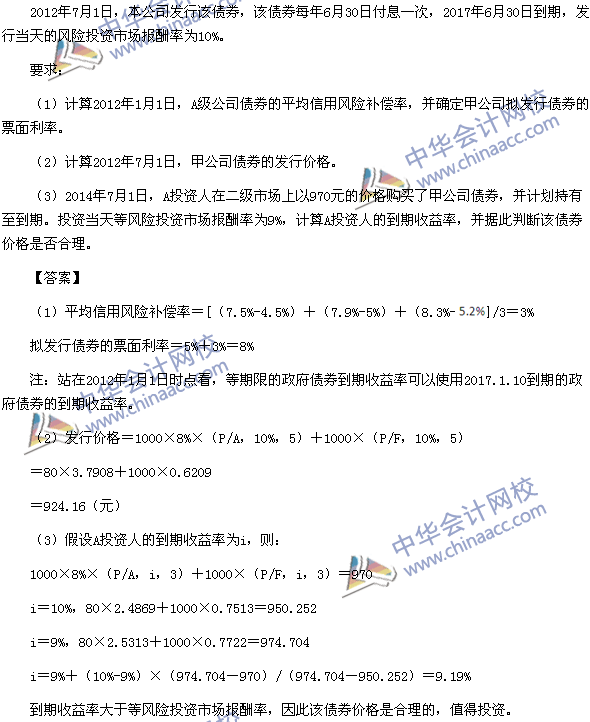 2012年7月1日，本公司发行该债券，该债券每年6月30日付息一次，2017年6月30日到期，发
行当天的风险投资市场报酬率为10%。
要求：
（1）计算2012年1月1日，A级公司债券的平均信用风险补偿率，并确定甲公司拟发行债券的
票面利率。
（2）计算2012年7月1日，甲公司债券的发行价格。
（3）2014年7月1日，A投资人在二级市场上以970元的价格购买了甲公司债券，并计划持有
至到期。投资当天等风险投资市场报酬率为9%，计算A投资人的到期收益率，并据此判断该债券
价格是否合理。
【答案】
（1）平均信用风险补偿率＝[（7.5%-4.5%）＋（7.9%-5%）＋（8.3%-5.2%]/3＝3%
拟发行债券的票面利率＝5%＋3%＝8%
注：站在2012年1月1日时点看，等期限的政府债券到期收益率可以使用2017.1.10到期的政
府债券的到期收益率。
（2）发行价格＝1000×8%×（P/A，10%，5）＋1000×（P/F，10%，5）
＝80×3.7908＋1000×0.6209
＝924.16（元）
（3）假设A投资人的到期收益率为i，则：
1000×8%×（P/A，i，3）＋1000×（P/F，i，3）＝970
i＝10%，80×2.4869＋1000×0.7513＝950.252
i＝9%，80×2.5313＋1000×0.7722＝974.704
i＝9%＋（10%-9%）×（974.704－970）/（974.704－950.252）＝9.19%
到期收益率大于等风险投资市场报酬率，因此该债券价格是合理的，值得投资。
中华会计网校
www.chinaacc.com
中华会计网校
www.chinaacc.com
中华会计网校
www.chinaacc.com
中华会计网校
www.chinaacc.com